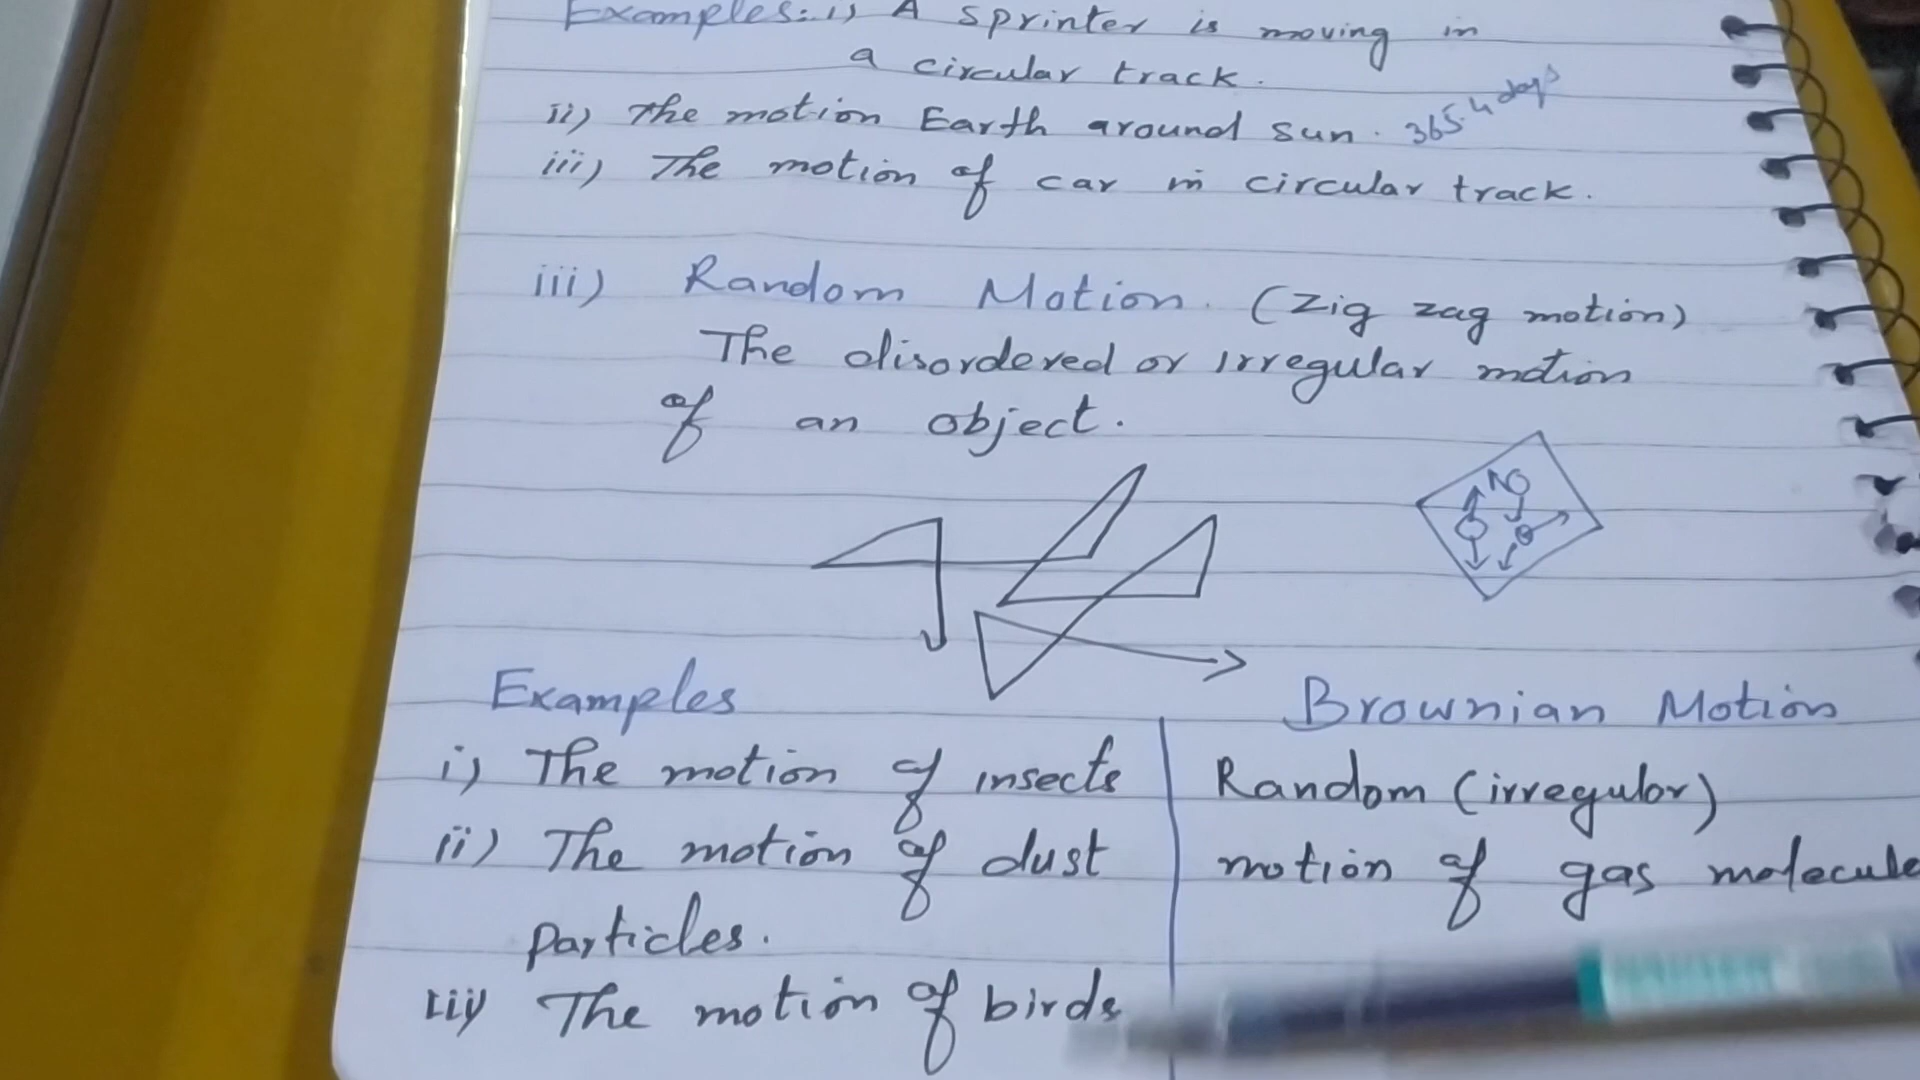 Examples: i) A sprinter is moving in
a circular track.
ii) The motion Earth around sun. 365.4 days
iii) The motion of car in circular track.
iii) Random Motion. (Zig zag motion)
The disordered or irregular motion
of an object.
Examples
i) The motion of insects
ii) The motion of dust
particles.
iii) The motion of birds
Brownian Motion
Random (irregular)
motion of gas molecule